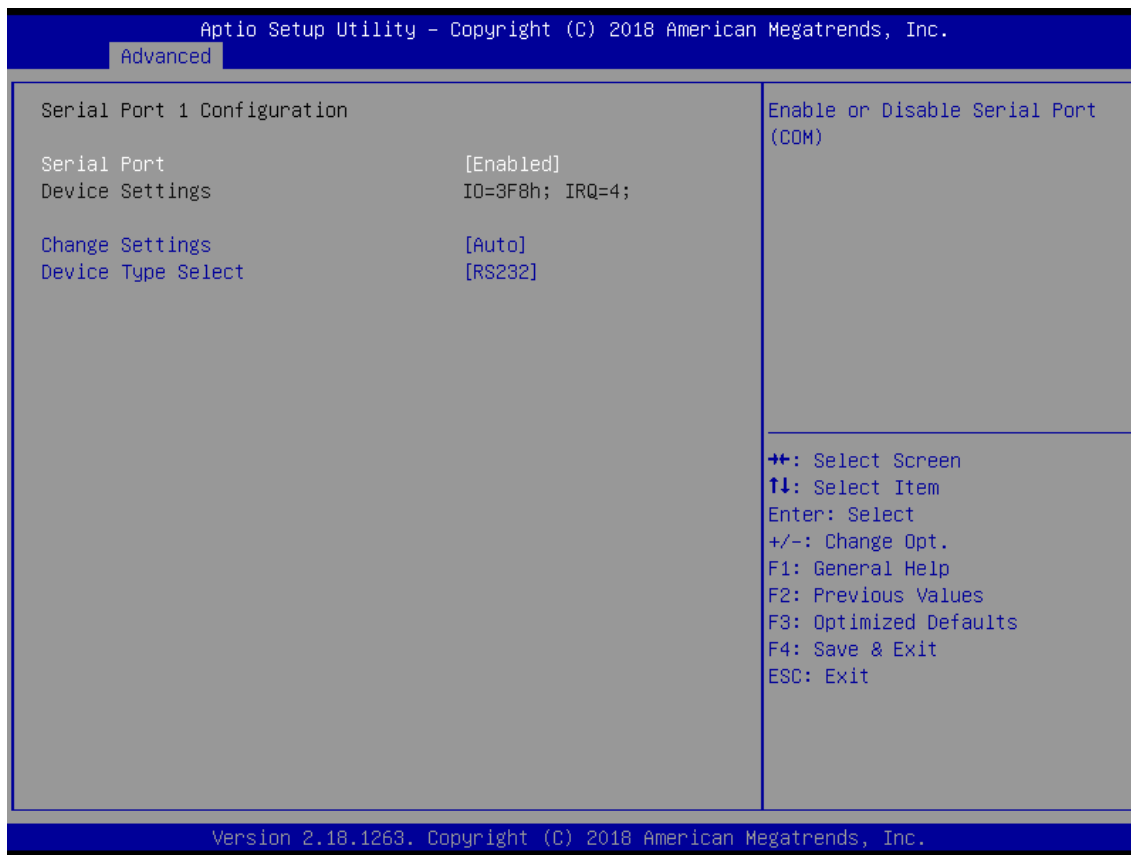 Aptio Setup Utility – Copyright (C) 2018 American Megatrends, Inc.
Advanced
Serial Port 1 Configuration
Serial Port [Enabled]
Device Settings IO=3F8h; IRQ=4;
Change Settings [Auto]
Device Type Select [RS232]
Enable or Disable Serial Port
(COM)
→←: Select Screen
↑↓: Select Item
Enter: Select
+/-: Change Opt.
F1: General Help
F2: Previous Values
F3: Optimized Defaults
F4: Save & Exit
ESC: Exit
Version 2.18.1263. Copyright (C) 2018 American Megatrends, Inc.